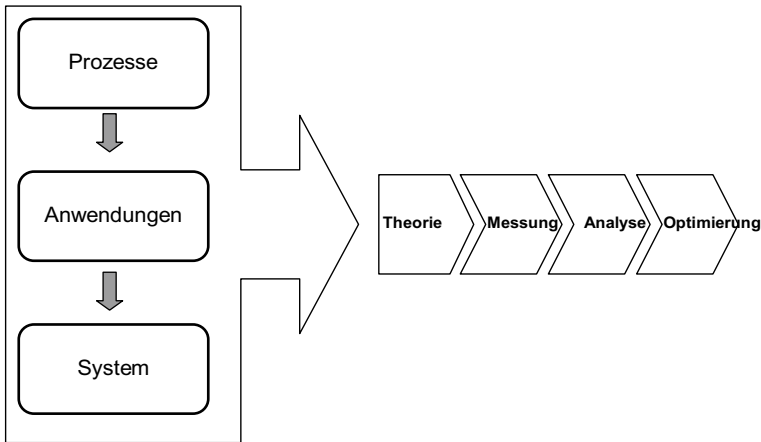 Prozesse
Anwendungen
System
Theorie
Messung
Analyse
Optimierung